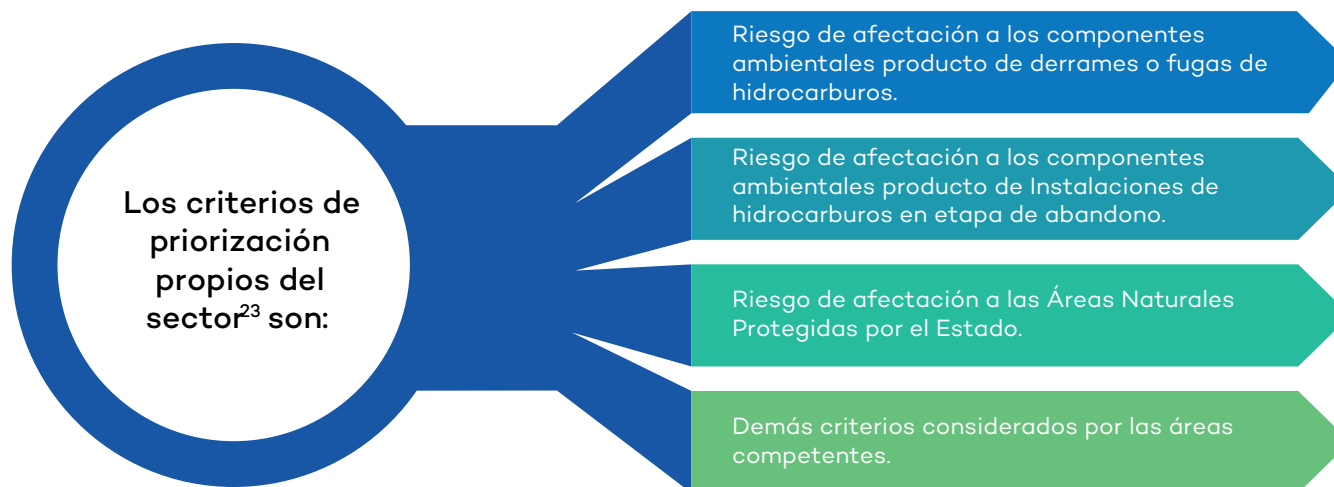 Los criterios de
priorización
propios del
sector²³ son:
Riesgo de afectación a los componentes
ambientales producto de derrames o fugas de
hidrocarburos.
Riesgo de afectación a los componentes
ambientales producto de Instalaciones de
hidrocarburos en etapa de abandono.
Riesgo de afectación a las Áreas Naturales
Protegidas por el Estado.
Demás criterios considerados por las áreas
competentes.